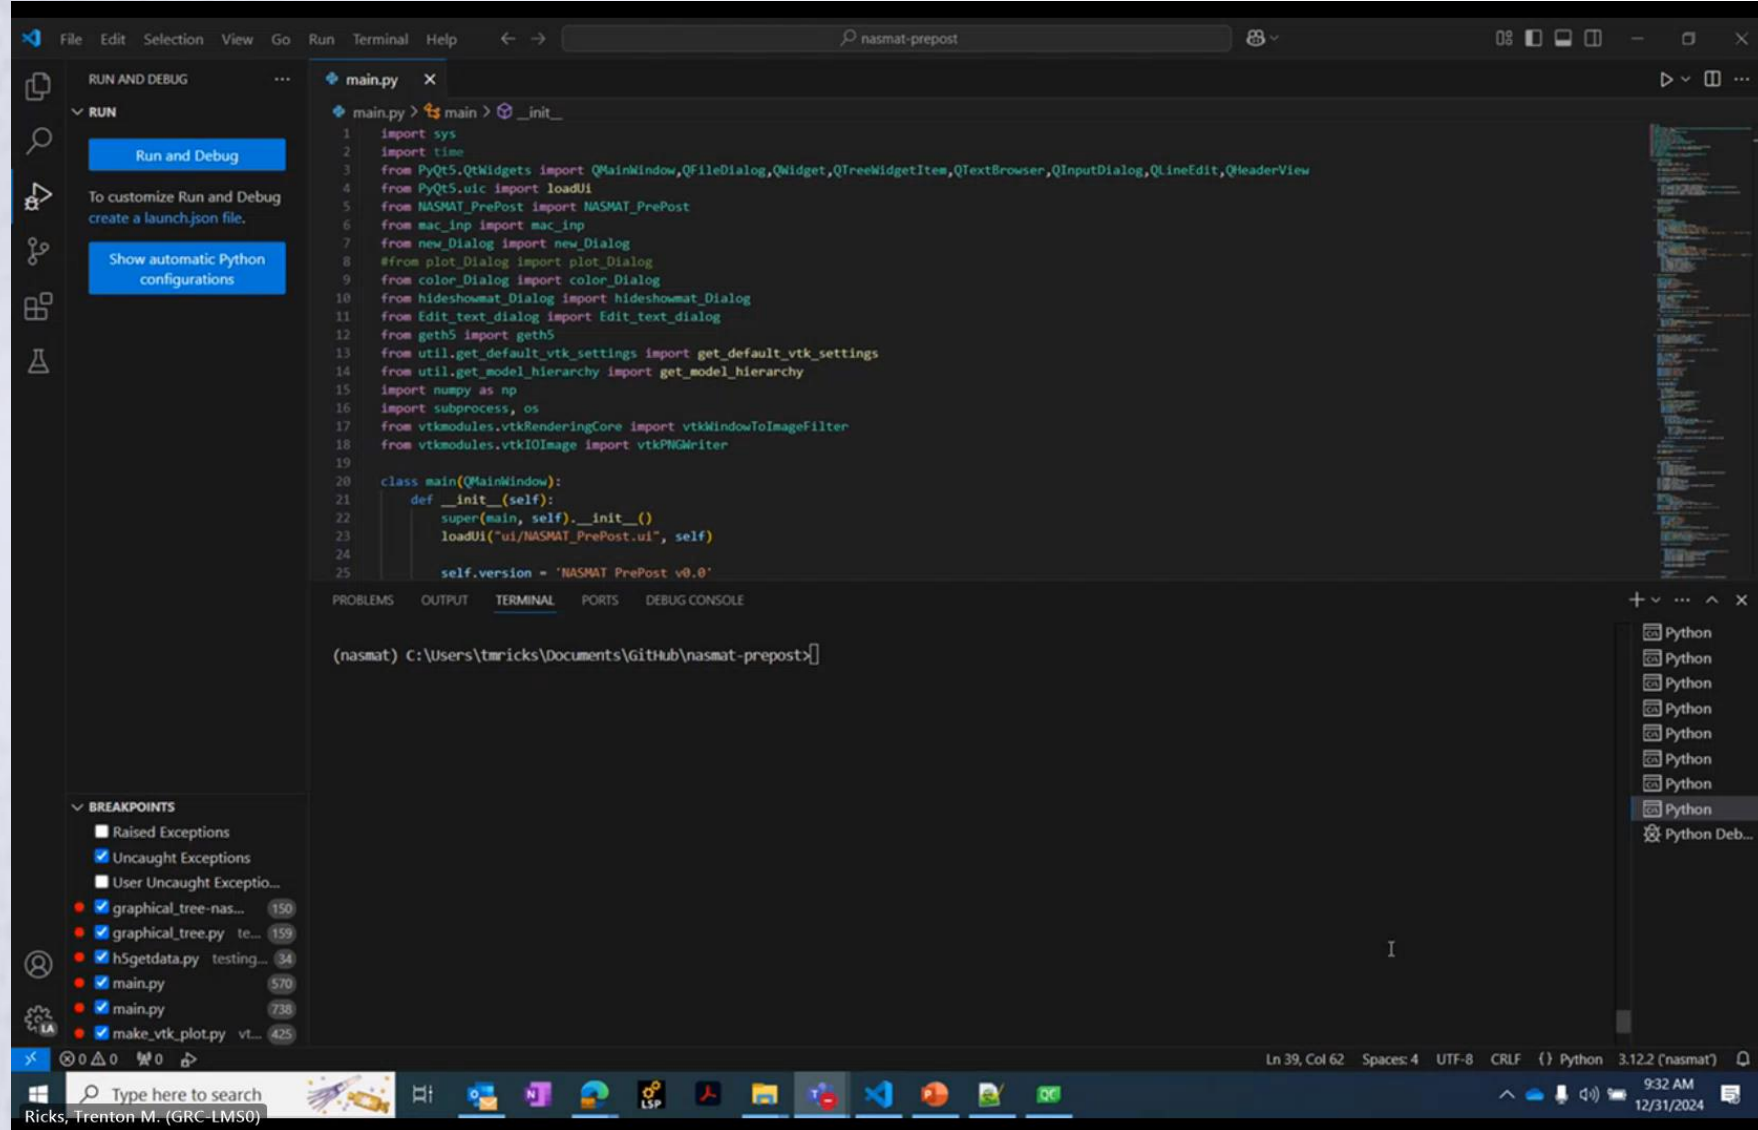 File Edit Selection View Go Run Terminal Help
nasmat-prepost
RUN AND DEBUG
main.py
RUN
main.py > main > __init__
Run and Debug
To customize Run and Debug
create a launch.json file.
Show automatic Python
configurations
1 import sys
2 import time
3 from PyQt5.QtWidgets import QMainWindow,QFileDialog,QWidget,QTreeWidgetItem,QTextBrowser,QInputDialog,QLineEdit,QHeaderView
4 from PyQt5.uic import loadUi
5 from NASMAT_PrePost import NASMAT_PrePost
6 from mac_inp import mac_inp
7 from new_Dialog import new_Dialog
8 #from plot_Dialog import plot_Dialog
9 from color_Dialog import color_Dialog
10 from hideshowmat_Dialog import hideshowmat_Dialog
11 from Edit_text_dialog import Edit_text_dialog
12 from geth5 import geth5
13 from util.get_default_vtk_settings import get_default_vtk_settings
14 from util.get_model_hierarchy import get_model_hierarchy
15 import numpy as np
16 import subprocess, os
17 from vtkmodules.vtkRenderingCore import vtkWindowToImageFilter
18 from vtkmodules.vtkIOImage import vtkPNGWriter
19
20 class main(QMainWindow):
21 def __init__(self):
22 super(main, self).__init__()
23 loadUi("ui/NASMAT_PrePost.ui", self)
24
25 self.version = 'NASMAT PrePost v0.0'
PROBLEMS OUTPUT TERMINAL PORTS DEBUG CONSOLE
(nasmat) C:\Users\tmricks\Documents\GitHub\nasmat-prepost>
Python
Python
Python
Python
Python
Python
Python
Python
Python Deb...
BREAKPOINTS
Raised Exceptions
Uncaught Exceptions
User Uncaught Exceptio...
graphical_tree-nas... 150
graphical_tree.py te... 159
h5getdata.py testing... 34
main.py 570
main.py 738
make_vtk_plot.py vt... 425
LA
0 0 0
Ln 39, Col 62 Spaces: 4 UTF-8 CRLF {} Python 3.12.2 ('nasmat')
Type here to search
LSP
QC
9:32 AM
12/31/2024
Ricks, Trenton M. (GRC-LMS0)